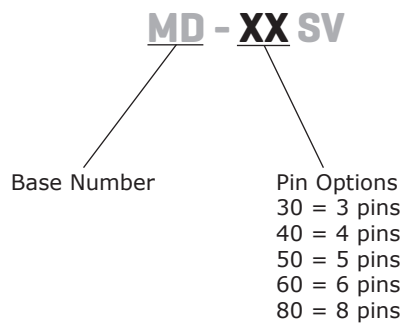 MD - XX SV
Base Number
Pin Options
30 = 3 pins
40 = 4 pins
50 = 5 pins
60 = 6 pins
80 = 8 pins